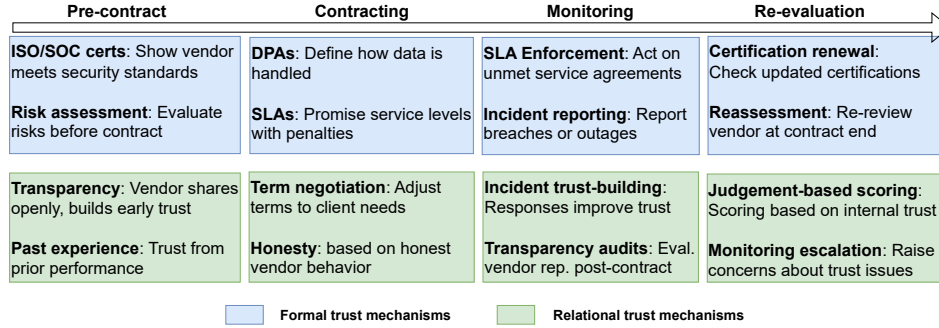 Pre-contract
Contracting
Monitoring
Re-evaluation
ISO/SOC certs: Show vendor
meets security standards
Risk assessment: Evaluate
risks before contract
DPAs: Define how data is
handled
SLAs: Promise service levels
with penalties
SLA Enforcement: Act on
unmet service agreements
Incident reporting: Report
breaches or outages
Certification renewal:
Check updated certifications
Reassessment: Re-review
vendor at contract end
Transparency: Vendor shares
openly, builds early trust
Past experience: Trust from
prior performance
Term negotiation: Adjust
terms to client needs
Honesty: based on honest
vendor behavior
Incident trust-building:
Responses improve trust
Transparency audits: Eval.
vendor rep. post-contract
Judgement-based scoring:
Scoring based on internal trust
Monitoring escalation: Raise
concerns about trust issues
Formal trust mechanisms
Relational trust mechanisms